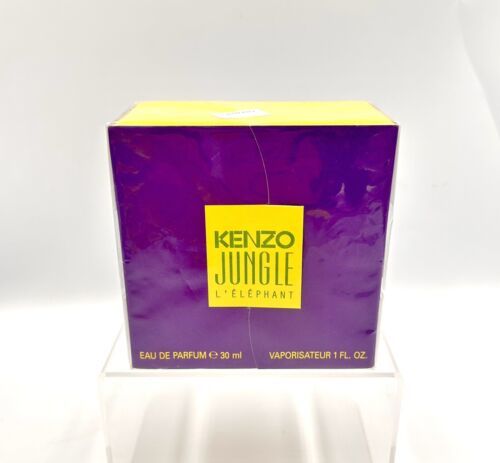 KENZO
JUNGLE
L'ÉLÉPHANT
EAU DE PARFUM ℮ 30 ml VAPORISATEUR 1 FL. OZ.